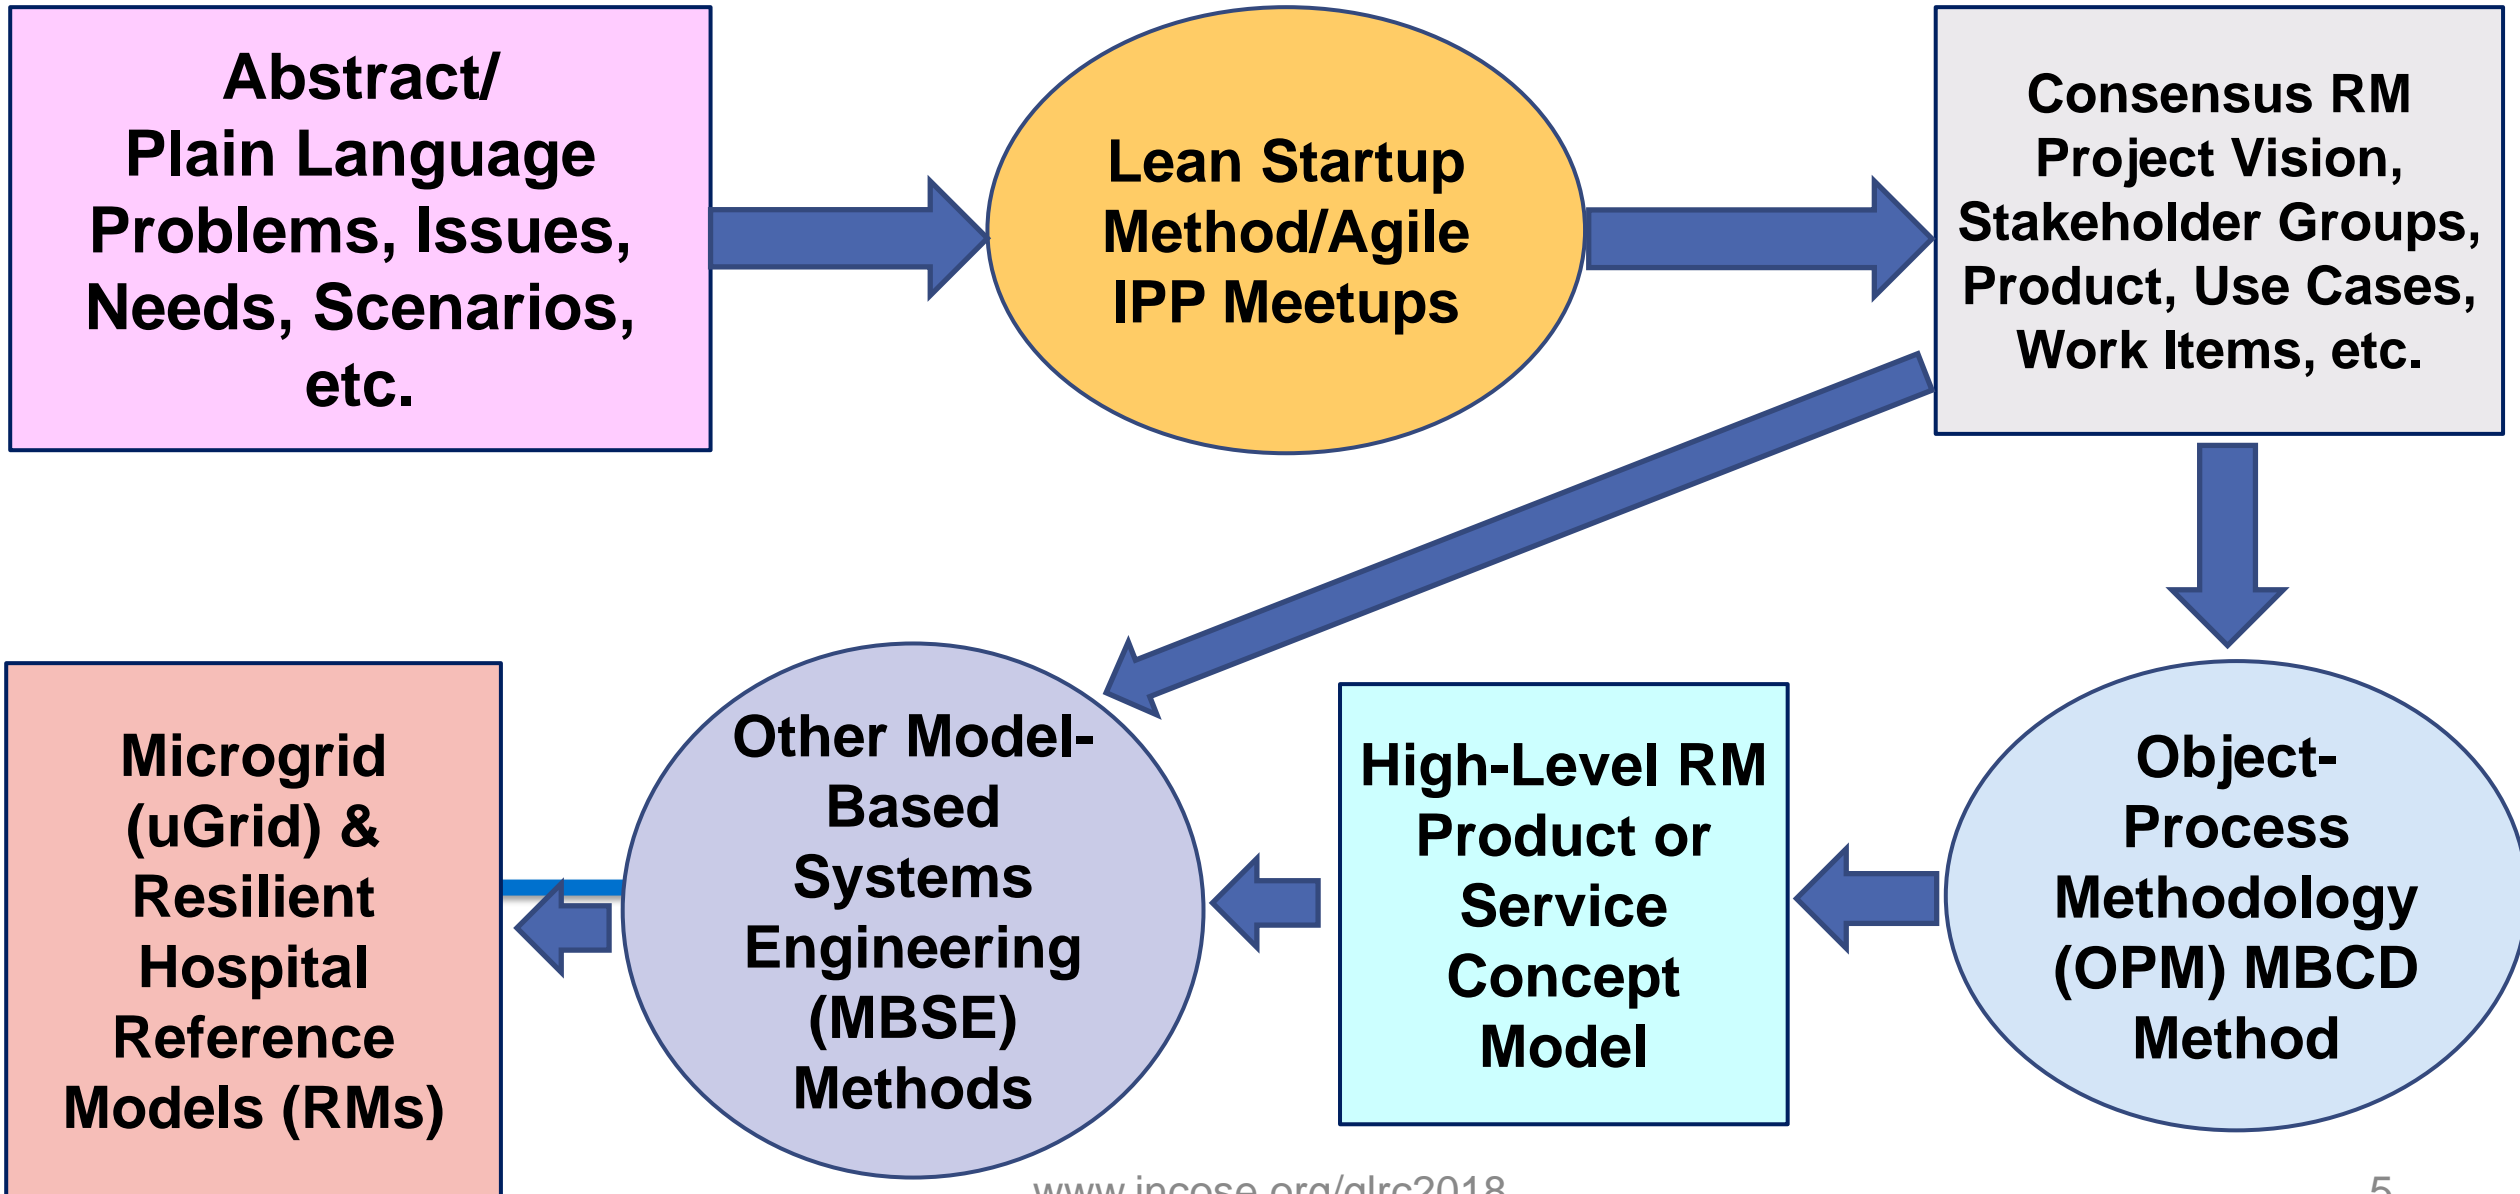 Abstract/
Plain Language
Problems, Issues,
Needs, Scenarios,
etc.
Lean Startup
Method/Agile
IPP Meetups
Consensus RM
Project Vision,
Stakeholder Groups,
Product, Use Cases,
Work Items, etc.
Microgrid
(uGrid) &
Resilient
Hospital
Reference
Models (RMs)
Other Model-
Based
Systems
Engineering
(MBSE)
Methods
High-Level RM
Product or
Service
Concept
Model
Object-
Process
Methodology
(OPM) MBCD
Method
www.incose.org/glrc2018
5